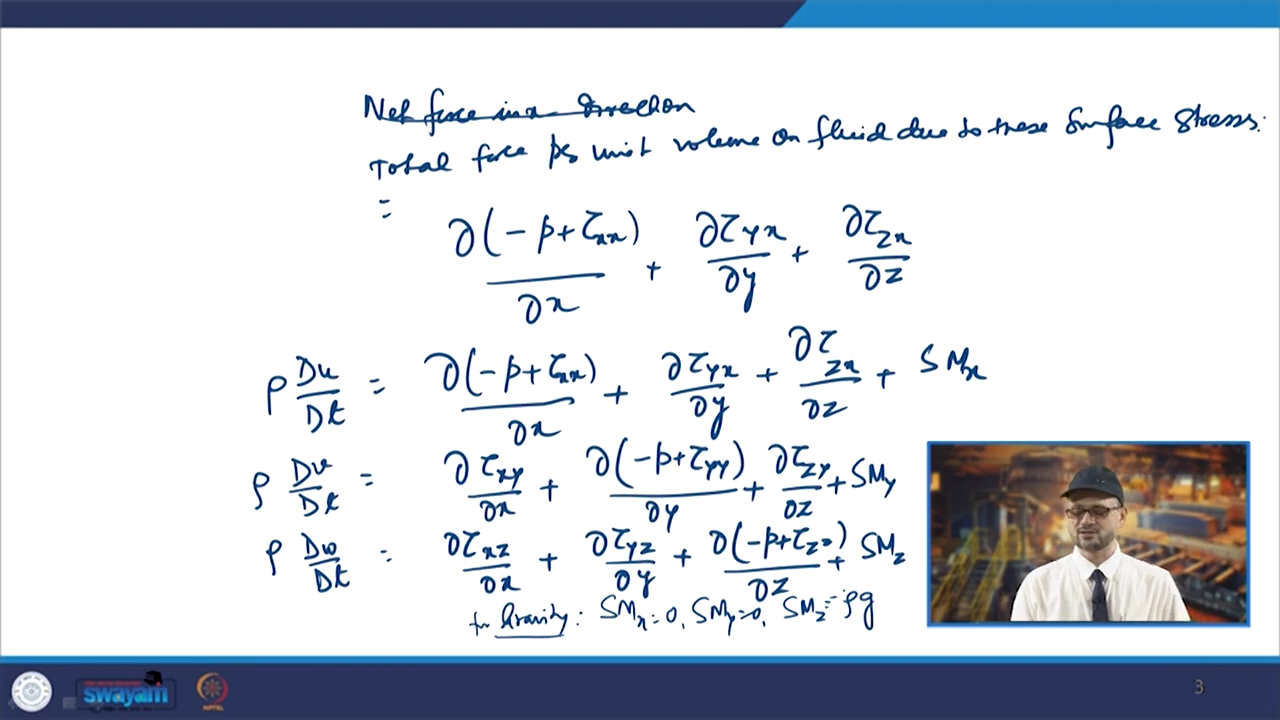 Net force in x-direction
Total force per unit volume on fluid due to these surface stresses.
=
∂(-p+τxx)/∂x + ∂τyx/∂y + ∂τzx/∂z
ρ Du/Dt = ∂(-p+τxx)/∂x + ∂τyx/∂y + ∂τzx/∂z + SMx
ρ Dv/Dt = ∂τxy/∂x + ∂(-p+τyy)/∂y + ∂τzy/∂z + SMy
ρ Dw/Dt = ∂τxz/∂x + ∂τyz/∂y + ∂(-p+τzz)/∂z + SMz
for Gravity: SMx=0, SMy=0, SMz=-ρg
swayam
NPTEL
3